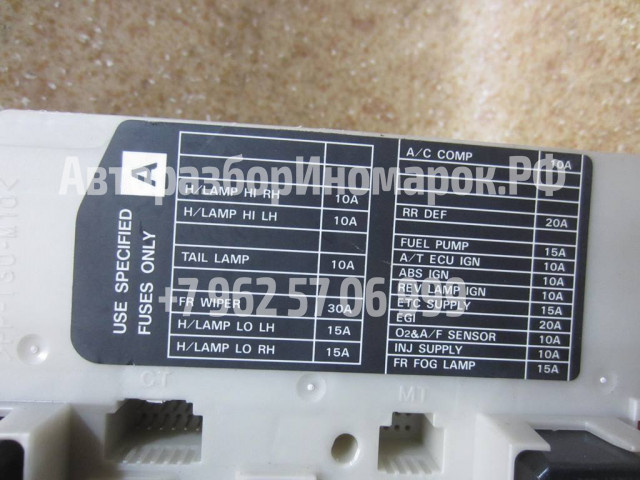 АвторазборИномарок.РФ
+7 962 57 06 999
A
USE SPECIFIED
FUSES ONLY
H/LAMP HI RH 10A
H/LAMP HI LH 10A
TAIL LAMP 10A
FR WIPER 30A
H/LAMP LO LH 15A
H/LAMP LO RH 15A
A/C COMP 10A
RR DEF 20A
FUEL PUMP 15A
A/T ECU IGN 10A
ABS IGN 10A
REV LAMP IGN 10A
ETC SUPPLY 15A
EGI 20A
O2&A/F SENSOR 10A
INJ SUPPLY 10A
FR FOG LAMP 15A
CT
M1